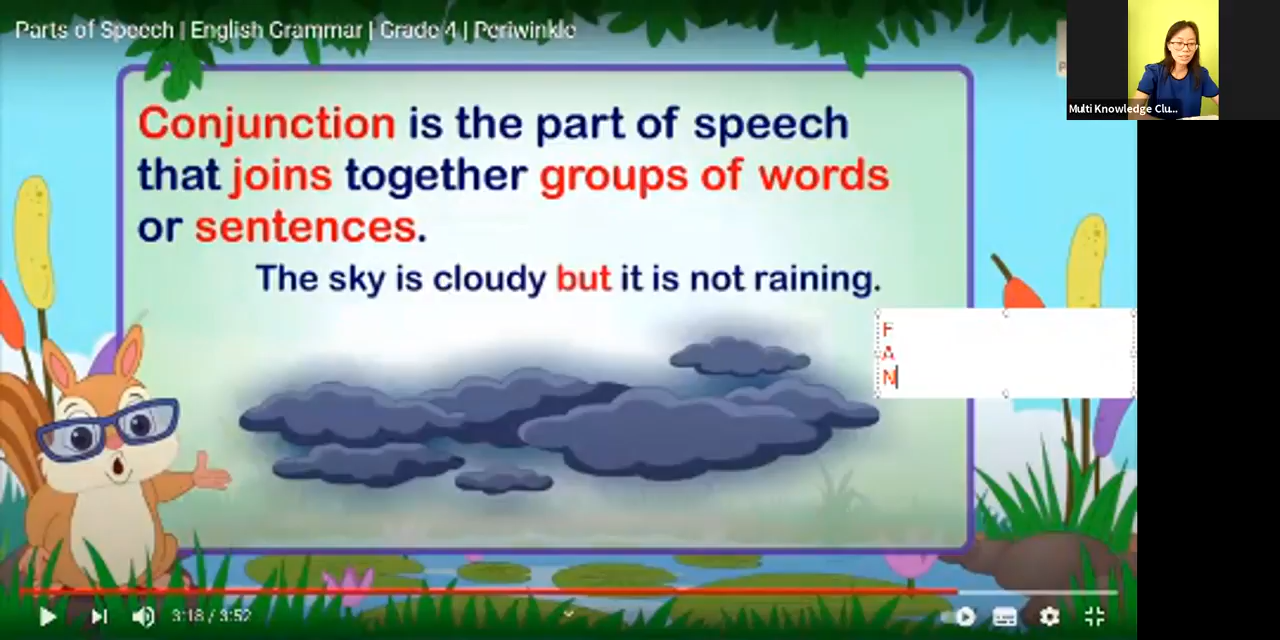 Parts of Speech | English Grammar | Grade 4 | Periwinkle
Conjunction is the part of speech
that joins together groups of words
or sentences.
The sky is cloudy but it is not raining.
F
A
N
Multi Knowledge Clu...
3:18 / 3:52